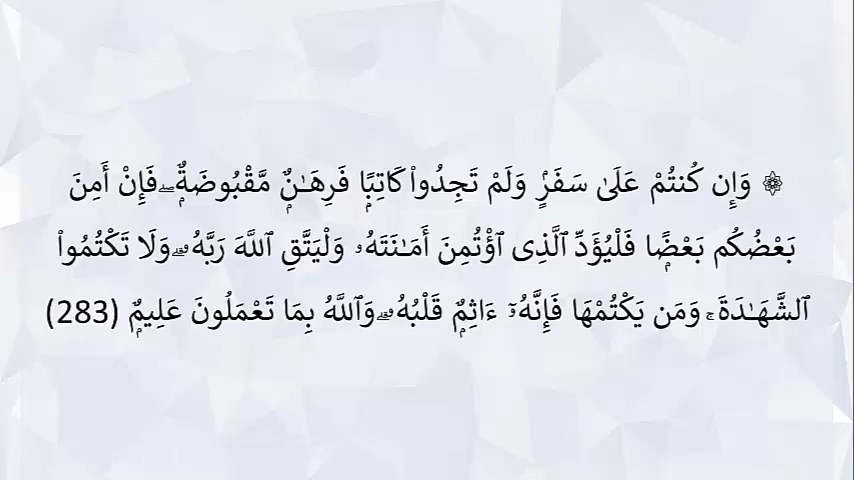 ۞ وَإِن كُنتُمْ عَلَىٰ سَفَرٍۢ وَلَمْ تَجِدُوا۟ كَاتِبًۭا فَرِهَـٰنٌۭ مَّقْبُوضَةٌۭ ۖ فَإِنْ أَمِنَ
بَعْضُكُم بَعْضًۭا فَلْيُؤَدِّ ٱلَّذِى ٱؤْتُمِنَ أَمَـٰنَتَهُۥ وَلْيَتَّقِ ٱللَّهَ رَبَّهُۥ ۗ وَلَا تَكْتُمُوا۟
ٱلشَّهَـٰدَةَ ۚ وَمَن يَكْتُمْهَا فَإِنَّهُۥٓ ءَاثِمٌۭ قَلْبُهُۥ ۗ وَٱللَّهُ بِمَا تَعْمَلُونَ عَلِيمٌۭ (283)